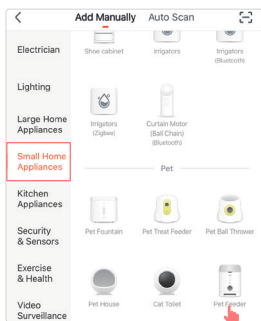 Add Manually Auto Scan
Electrician
Lighting
Large Home
Appliances
Small Home
Appliances
Kitchen
Appliances
Security
& Sensors
Exercise
& Health
Video
Surveillance
Shoe cabinet
Irrigators
Irrigators
(Bluetooth)
Irrigators
(Zigbee)
Curtain Motor
(Ball Chain)
(Bluetooth)
Pet
Pet Fountain
Pet Treat Feeder
Pet Ball Thrower
Pet House
Cat Toilet
Pet Feeder